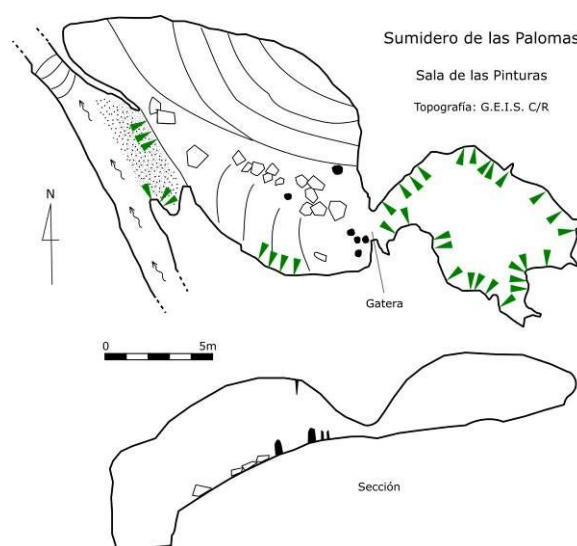 Sumidero de las Palomas
Sala de las Pinturas
Topografía: G.E.I.S. C/R
N
Gatera
0 5m
Sección